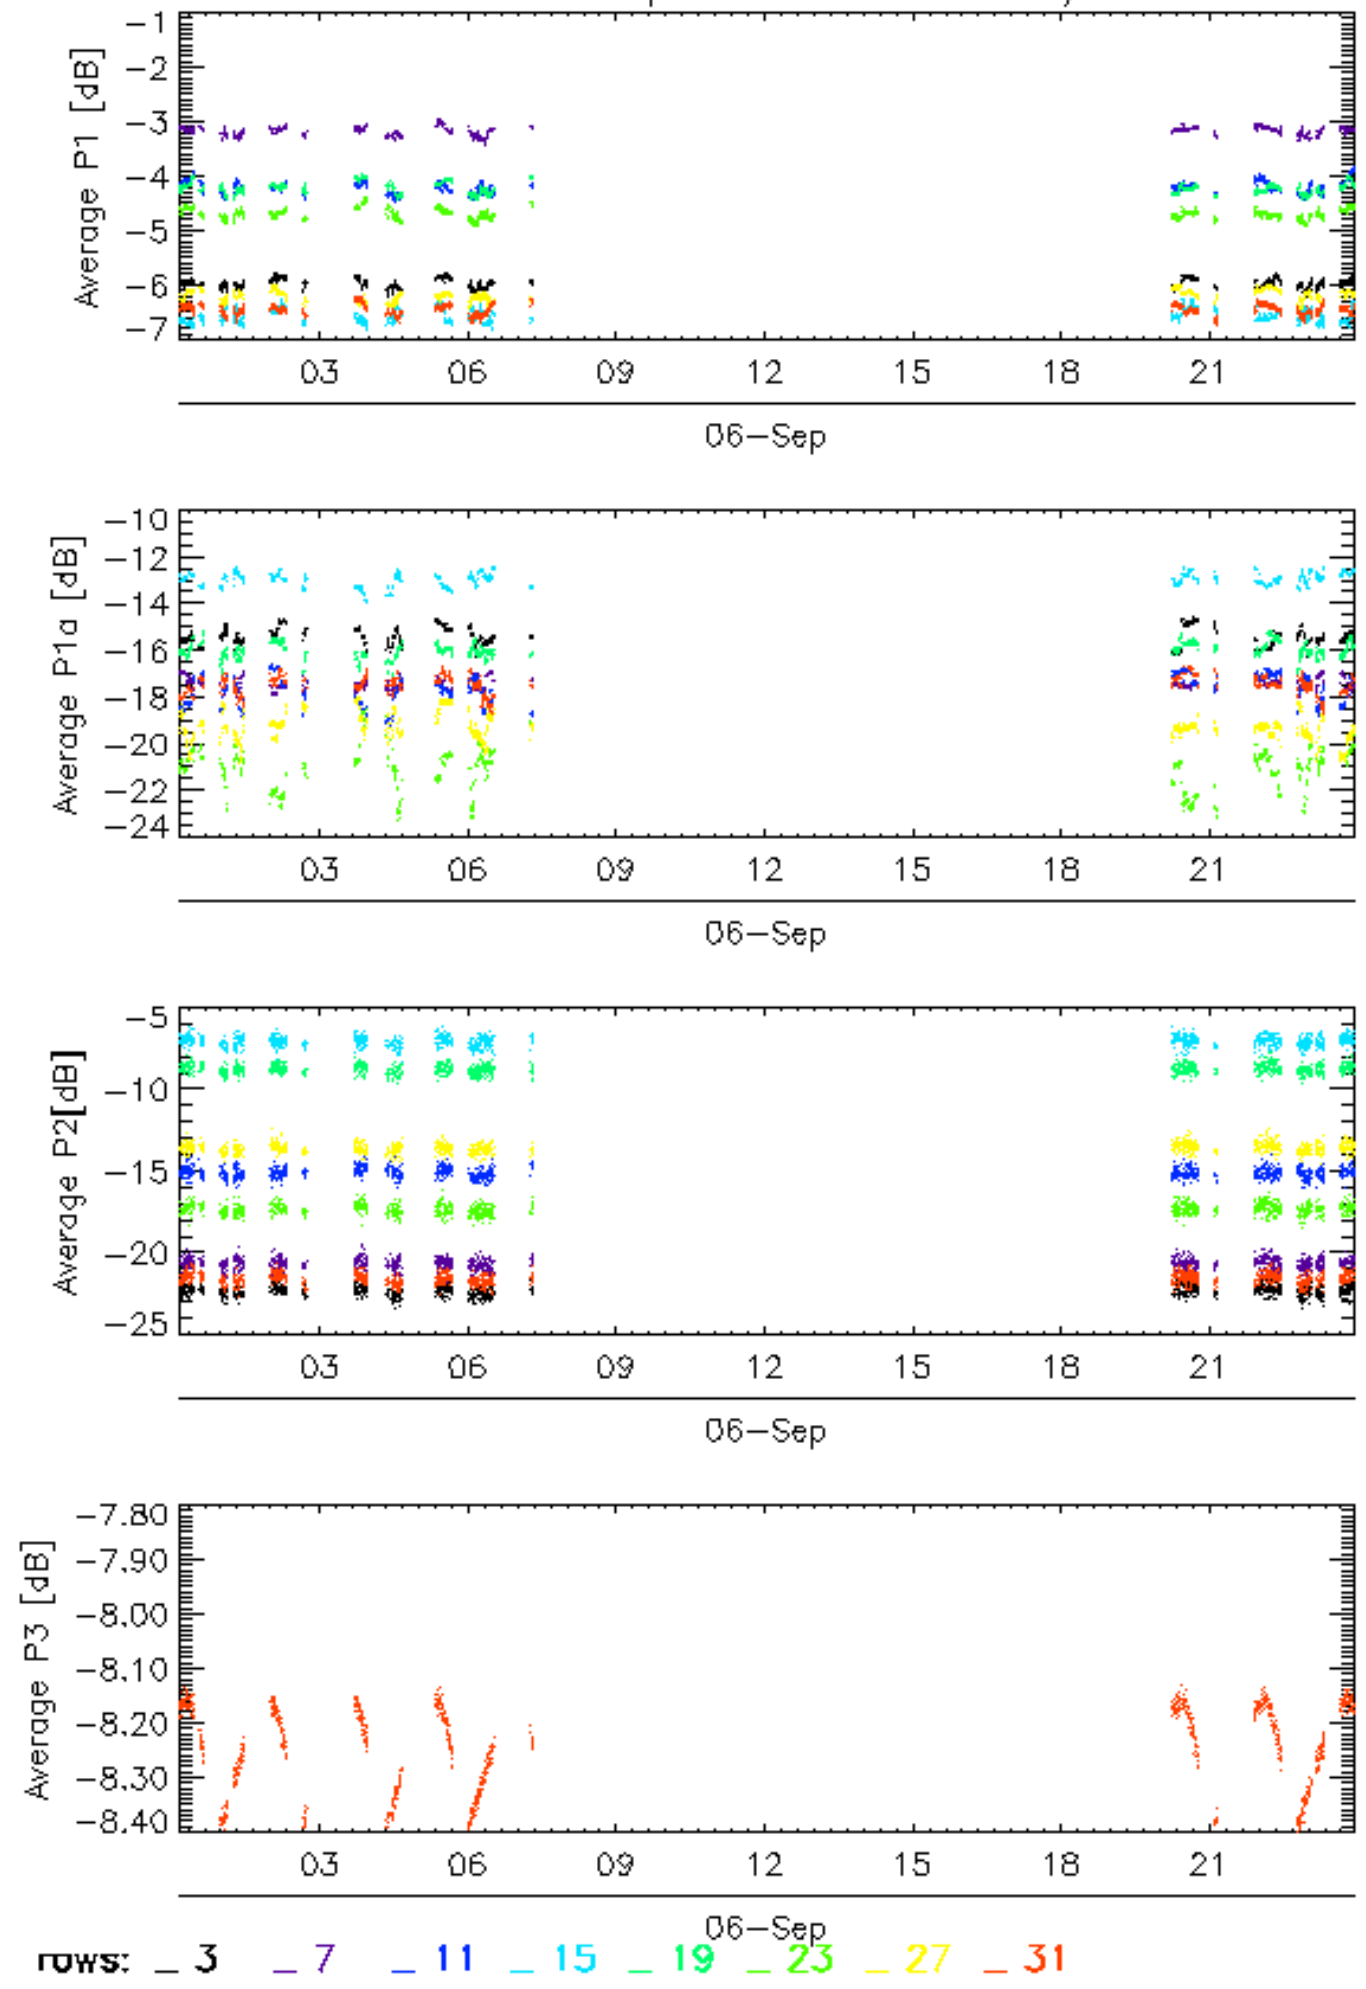 -1
-2
-3
-4
-5
-6
-7
Average P1 [dB]
03 06 09 12 15 18 21
06-Sep
-10
-12
-14
-16
-18
-20
-22
-24
Average P1a [dB]
03 06 09 12 15 18 21
06-Sep
-5
-10
-15
-20
-25
Average P2[dB]
03 06 09 12 15 18 21
06-Sep
-7.80
-7.90
-8.00
-8.10
-8.20
-8.30
-8.40
Average P3 [dB]
03 06 09 12 15 18 21
06-Sep
rows: _ 3 _ 7 _ 11 _ 15 _ 19 _ 23 _ 27 _ 31